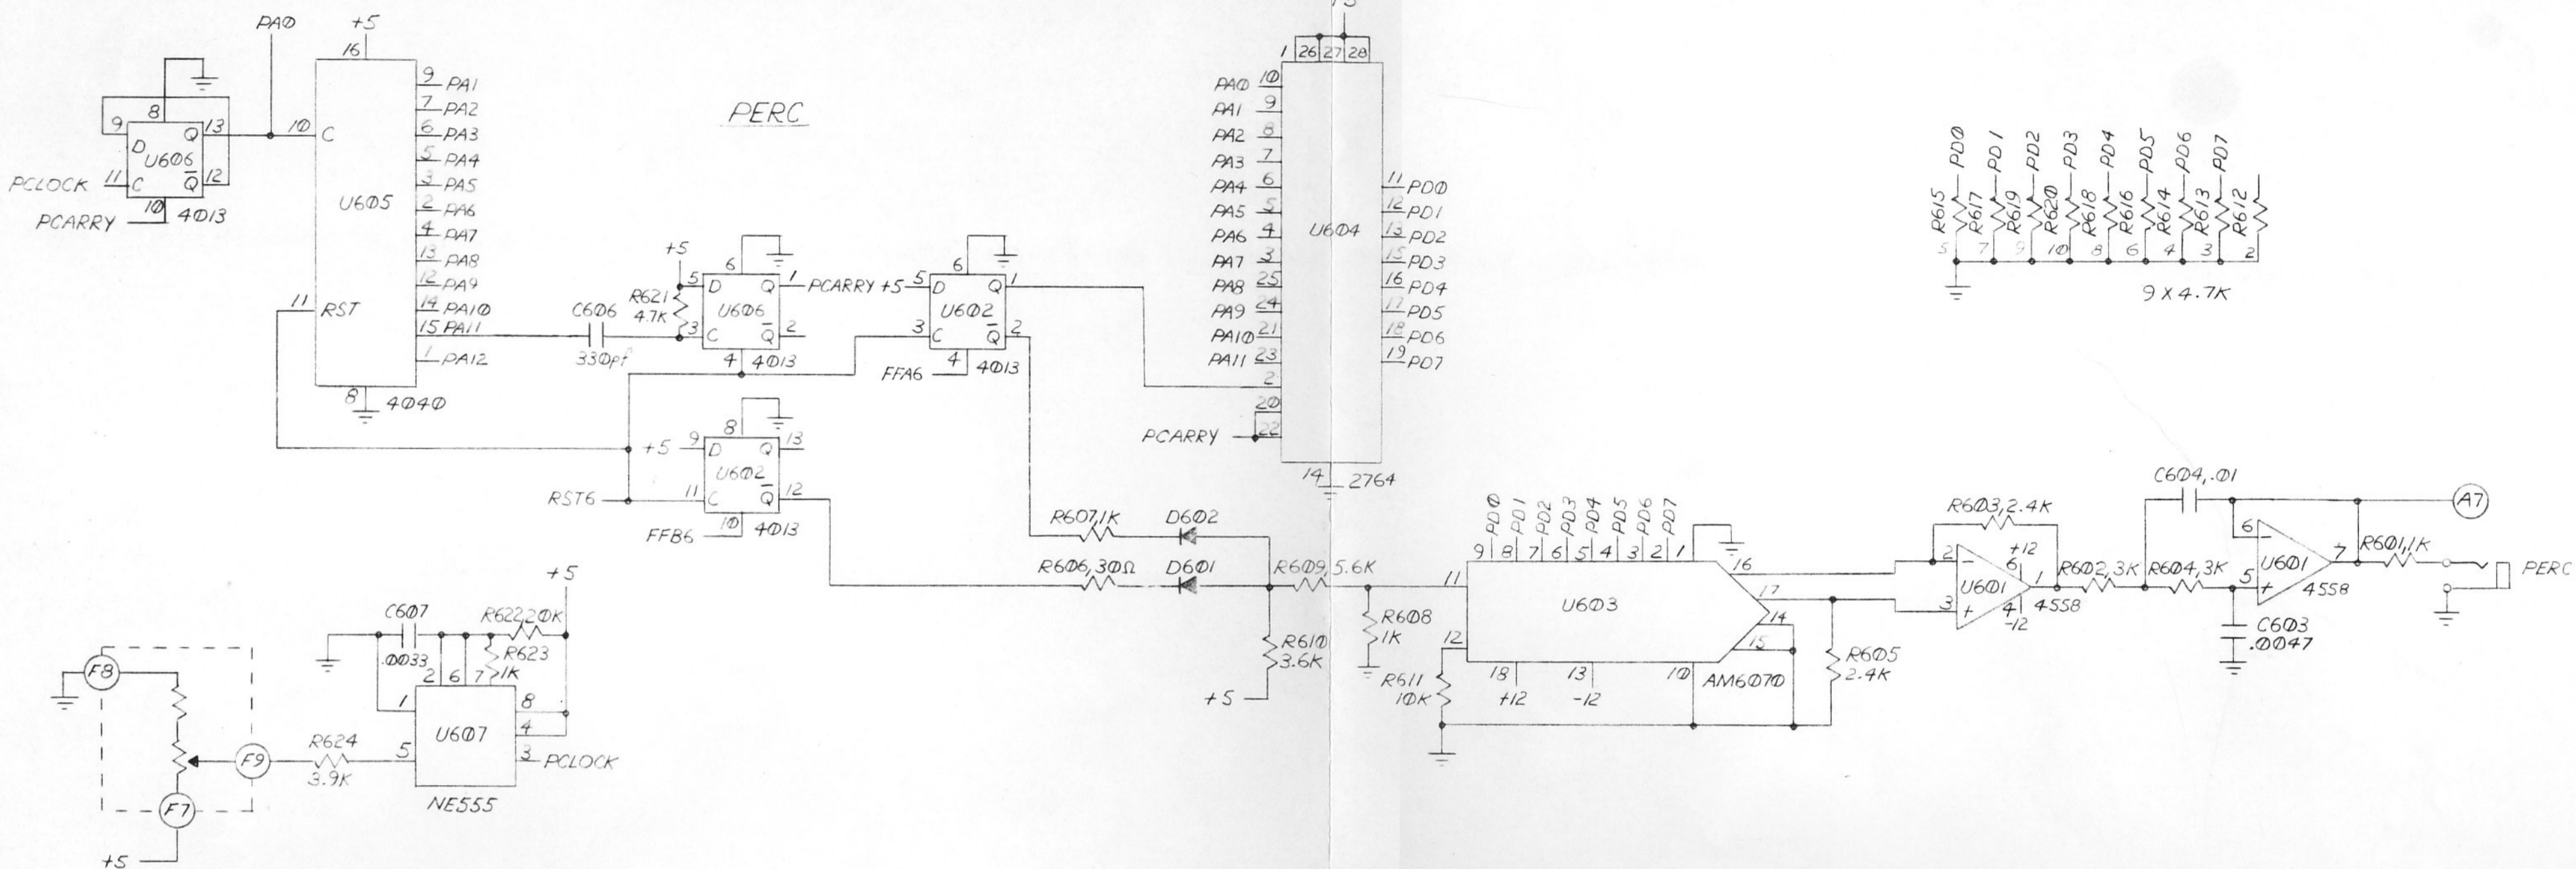 PAØ
+5
16
8
9
D
Q
13
U6Ø6
PCLOCK
11
C
Q
12
1Ø
4Ø13
PCARRY
1Ø
C
U6Ø5
11
RST
8
4Ø4Ø
9 PA1
7 PA2
6 PA3
5 PA4
3 PA5
2 PA6
4 PA7
13 PA8
12 PA9
14 PA1Ø
15 PA11
1 PA12
PERC
C6Ø6
33Øpf
+5
R621
4.7K
6
5
D
Q
1
PCARRY
U6Ø6
3
C
Q
2
4
4Ø13
+5
5
6
D
Q
1
U6Ø2
3
C
Q
2
4
4Ø13
FFA6
8
+5
9
D
Q
13
U6Ø2
RST6
11
C
Q
12
1Ø
4Ø13
FFB6
1
26
27
28
PAØ 1Ø
PA1 9
PA2 8
PA3 7
PA4 6
PA5 5
PA6 4
PA7 3
PA8 25
PA9 24
PA1Ø 21
PA11 23
2
2Ø
PCARRY
22
U6Ø4
11 PDØ
12 PD1
13 PD2
15 PD3
16 PD4
17 PD5
18 PD6
19 PD7
14
2764
PDØ
PD1
PD2
PD3
PD4
PD5
PD6
PD7
R615
R617
R619
R62Ø
R618
R616
R614
R613
R612
5
7
9
1Ø
8
6
4
3
2
9 X 4.7K
R6Ø7,1K
D6Ø2
R6Ø6,3ØΩ
D6Ø1
R6Ø9,5.6K
R61Ø
3.6K
+5
R6Ø8
1K
PDØ
PD1
PD2
PD3
PD4
PD5
PD6
PD7
9
8
7
6
5
4
3
2
1
11
U6Ø3
16
17
14
15
12
18
+12
13
-12
1Ø
AM6Ø7Ø
R611
1ØK
R6Ø5
2.4K
R6Ø3,2.4K
2
-
+12
6
U6Ø1
1
3
+
4
-12
4558
R6Ø2,3K
R6Ø4,3K
C6Ø4,.Ø1
6
-
U6Ø1
7
5
+
4558
C6Ø3
.ØØ47
A7
R6Ø1,1K
PERC
+5
C6Ø7
.ØØ33
R622,2ØK
R623
1K
2
6
7
1
8
4
U6Ø7
5
3
PCLOCK
NE555
F8
F9
R624
3.9K
F7
+5